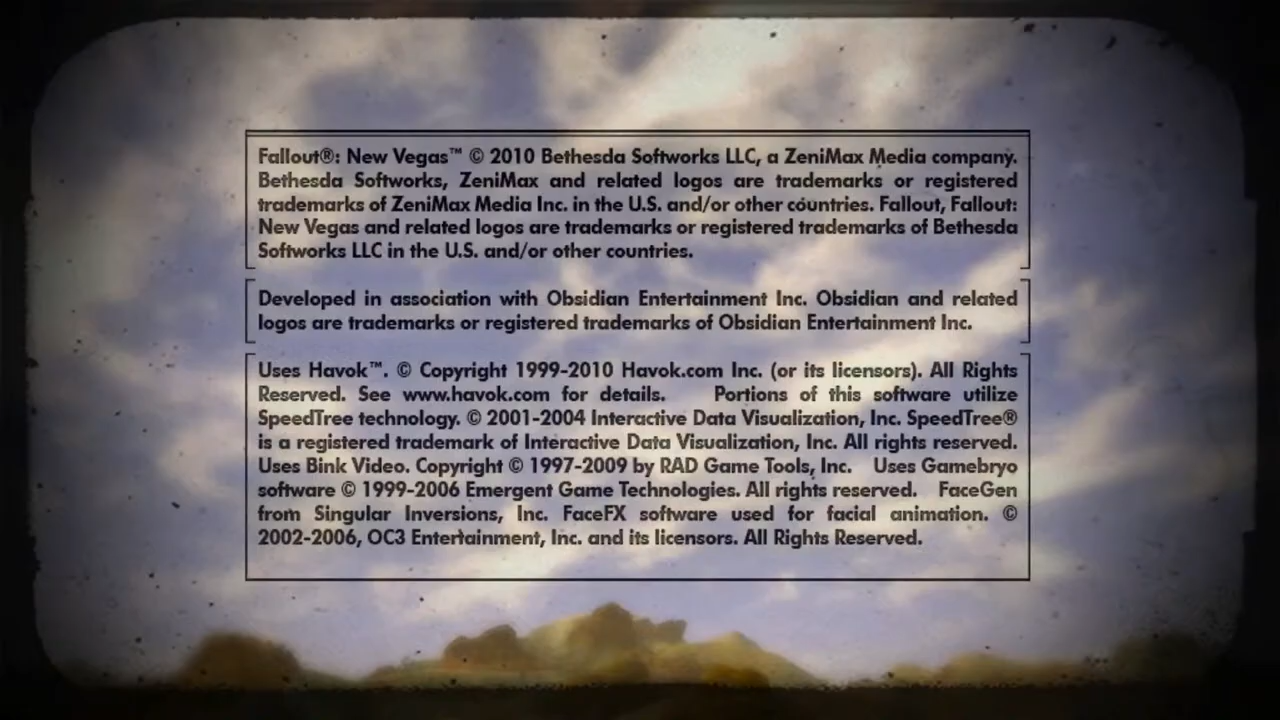 Fallout®: New Vegas™ © 2010 Bethesda Softworks LLC, a ZeniMax Media company.
Bethesda Softworks, ZeniMax and related logos are trademarks or registered
trademarks of ZeniMax Media Inc. in the U.S. and/or other countries. Fallout, Fallout:
New Vegas and related logos are trademarks or registered trademarks of Bethesda
Softworks LLC in the U.S. and/or other countries.
Developed in association with Obsidian Entertainment Inc. Obsidian and related
logos are trademarks or registered trademarks of Obsidian Entertainment Inc.
Uses Havok™. © Copyright 1999-2010 Havok.com Inc. (or its licensors). All Rights
Reserved. See www.havok.com for details. Portions of this software utilize
SpeedTree technology. © 2001-2004 Interactive Data Visualization, Inc. SpeedTree®
is a registered trademark of Interactive Data Visualization, Inc. All rights reserved.
Uses Bink Video. Copyright © 1997-2009 by RAD Game Tools, Inc. Uses Gamebryo
software © 1999-2006 Emergent Game Technologies. All rights reserved. FaceGen
from Singular Inversions, Inc. FaceFX software used for facial animation. ©
2002-2006, OC3 Entertainment, Inc. and its licensors. All Rights Reserved.